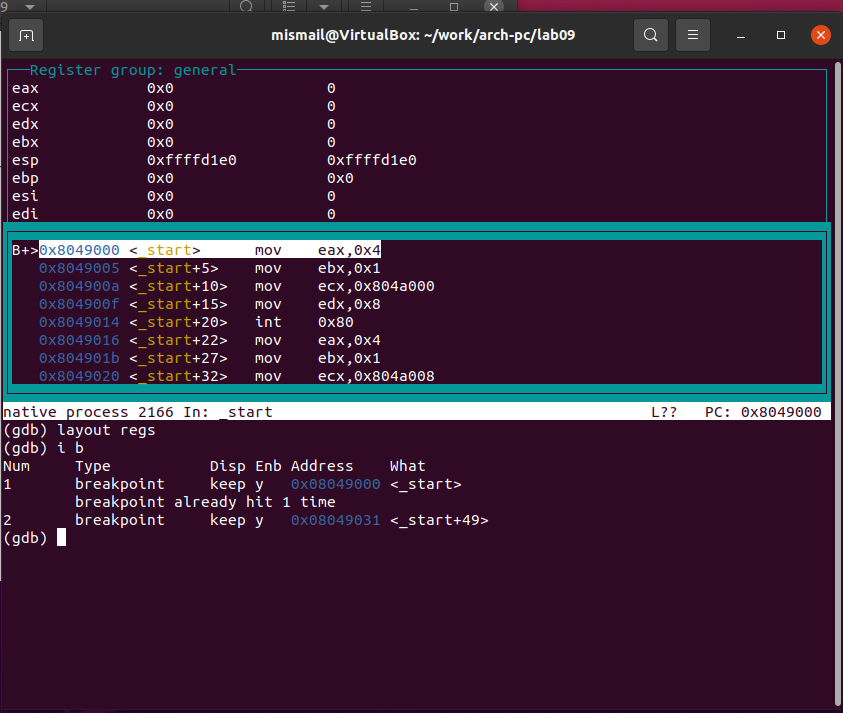 9
mismail@VirtualBox: ~/work/arch-pc/lab09
Register group: general
eax 0x0 0
ecx 0x0 0
edx 0x0 0
ebx 0x0 0
esp 0xffffd1e0 0xffffd1e0
ebp 0x0 0x0
esi 0x0 0
edi 0x0 0
B+>0x8049000 <_start> mov eax,0x4
0x8049005 <_start+5> mov ebx,0x1
0x804900a <_start+10> mov ecx,0x804a000
0x804900f <_start+15> mov edx,0x8
0x8049014 <_start+20> int 0x80
0x8049016 <_start+22> mov eax,0x4
0x804901b <_start+27> mov ebx,0x1
0x8049020 <_start+32> mov ecx,0x804a008
native process 2166 In: _start L?? PC: 0x8049000
(gdb) layout regs
(gdb) i b
Num Type Disp Enb Address What
1 breakpoint keep y 0x08049000 <_start>
breakpoint already hit 1 time
2 breakpoint keep y 0x08049031 <_start+49>
(gdb)